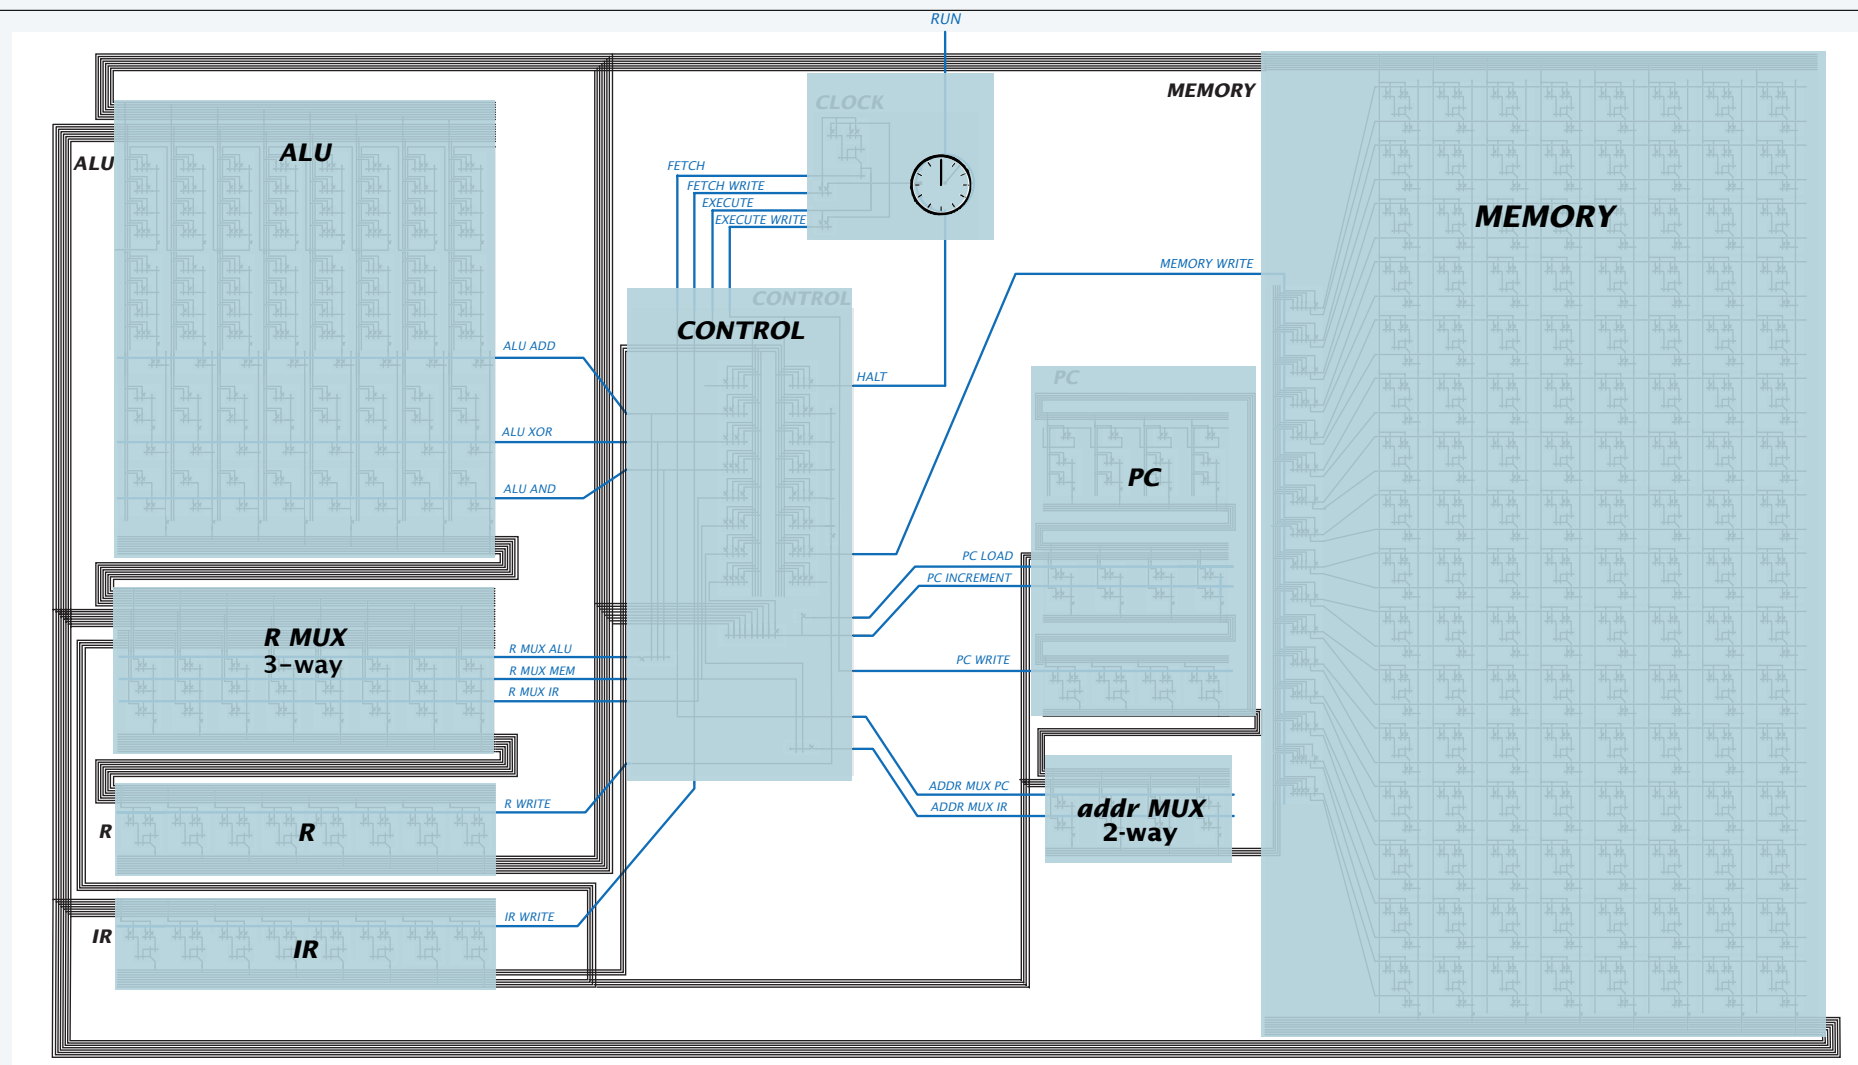 RUN
MEMORY
CLOCK
ALU
ALU
FETCH
FETCH WRITE
EXECUTE
EXECUTE WRITE
MEMORY
MEMORY WRITE
CONTROL
CONTROL
ALU ADD
HALT
PC
ALU XOR
PC
ALU AND
PC LOAD
PC INCREMENT
R MUX
3-way
R MUX ALU
R MUX MEM
R MUX IR
PC WRITE
ADDR MUX PC
ADDR MUX IR
addr MUX
2-way
R WRITE
R
R
IR WRITE
IR
IR